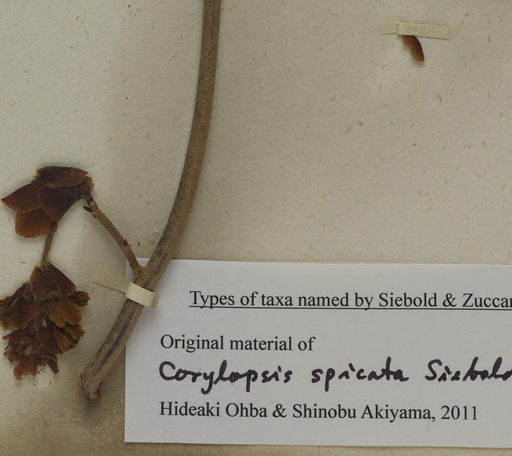 Types of taxa named by Siebold & Zuccar
Original material of
Corylopsis spicata Siebold
Hideaki Ohba & Shinobu Akiyama, 2011